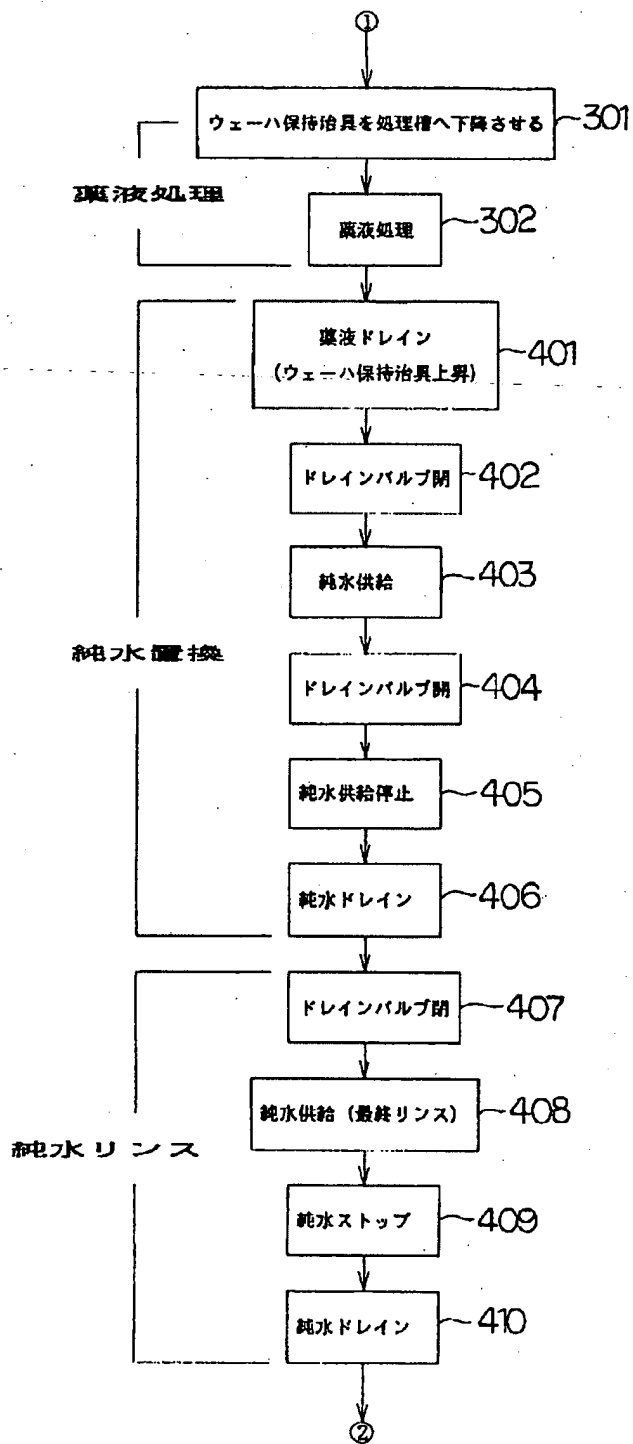 ①
ウェーハ保持治具を処理槽へ下降させる
301
薬液処理
薬液処理
302
薬液ドレイン
(ウェーハ保持治具上昇)
401
ドレインバルブ閉
402
純水供給
403
純水置換
ドレインバルブ開
404
純水供給停止
405
純水ドレイン
406
ドレインバルブ閉
407
純水供給(最終リンス)
408
純水リンス
純水ストップ
409
純水ドレイン
410
②